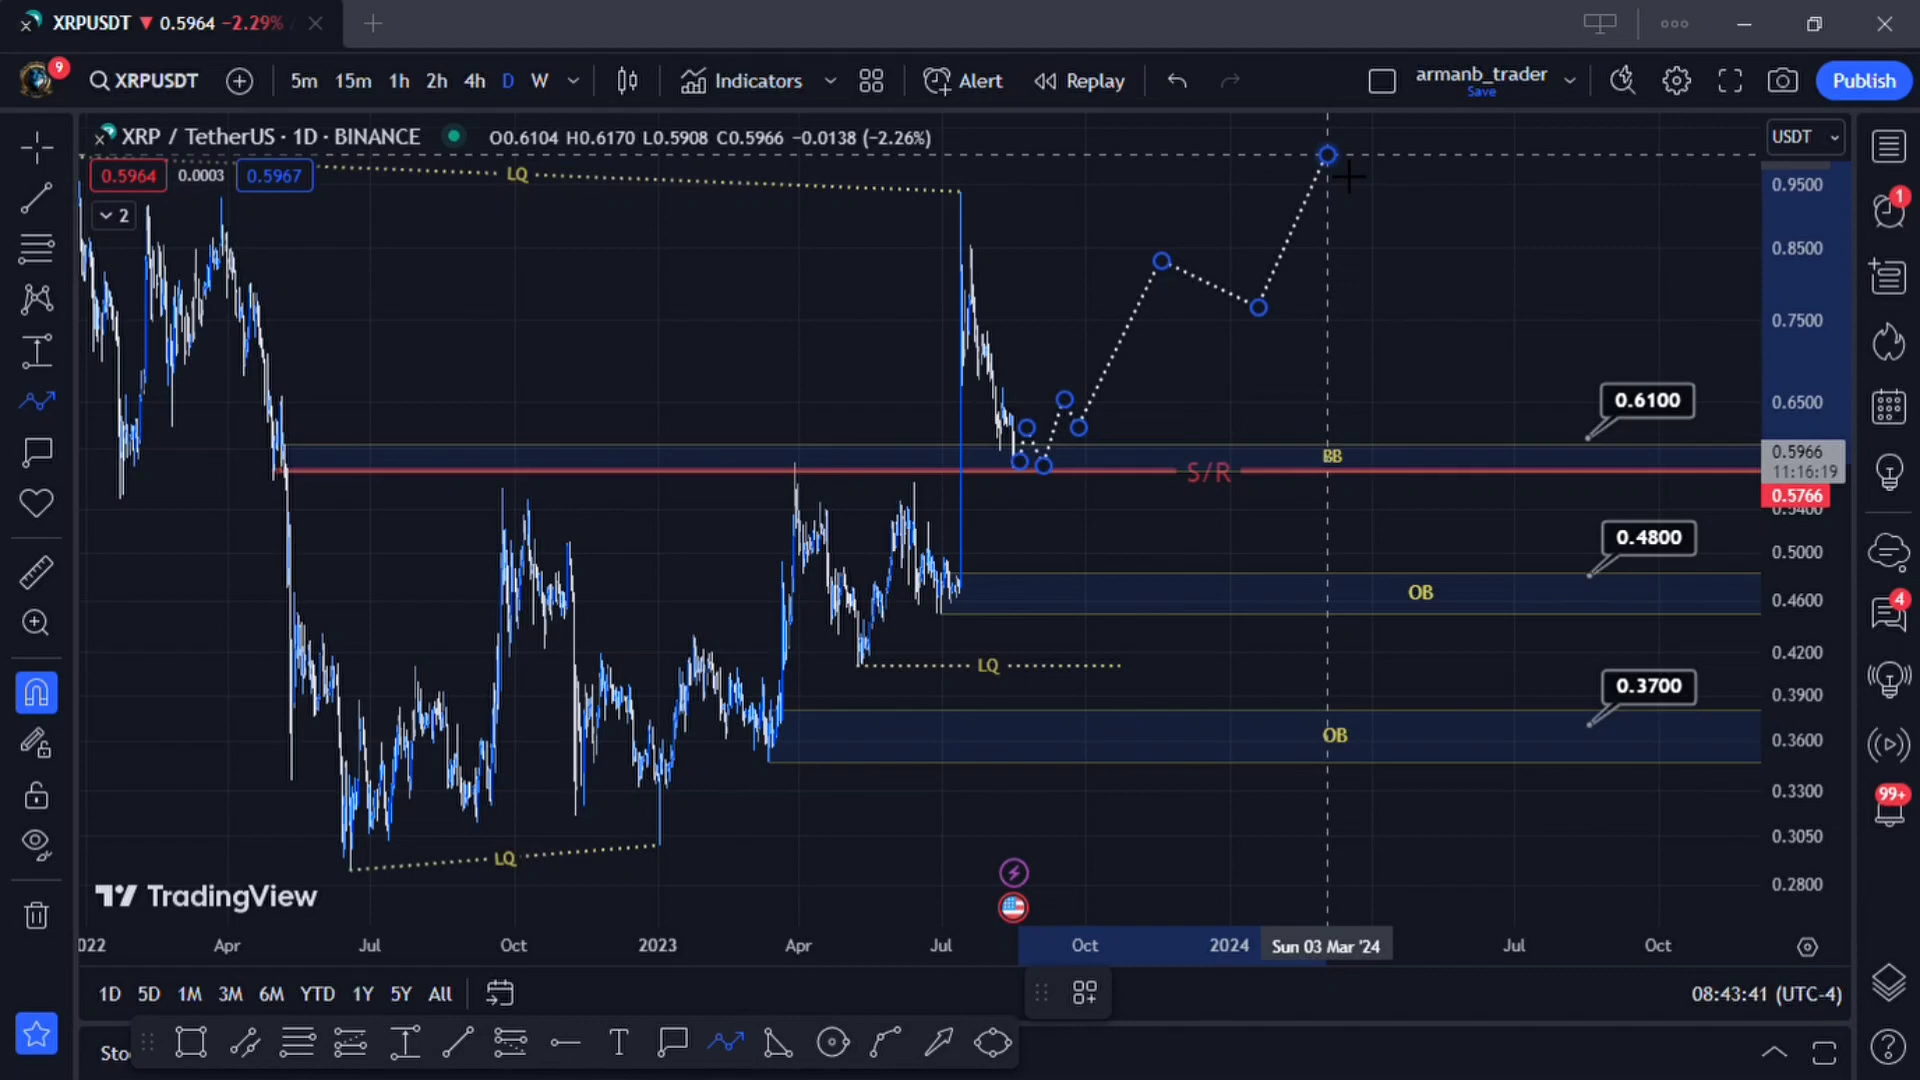 XRPUSDT ▼ 0.5964 −2.29%
9 XRPUSDT 5m 15m 1h 2h 4h D W Indicators Alert Replay armanb_trader Save Publish
XRP / TetherUS · 1D · BINANCE O0.6104 H0.6170 L0.5908 C0.5966 −0.0138 (−2.26%) USDT
0.5964 0.0003 0.5967 LQ
0.9500
1
2
0.8500
0.7500
0.6100
0.6500
BB
0.5966
11:16:19
S/R
0.5766
0.5400
0.4800
0.5000
OB
0.4600
4
LQ
0.4200
0.3700
0.3900
OB
0.3600
0.3300
99+
0.3050
LQ
0.2800
TradingView
022 Apr Jul Oct 2023 Apr Jul Oct 2024 Sun 03 Mar '24 Jul Oct
1D 5D 1M 3M 6M YTD 1Y 5Y All 08:43:41 (UTC-4)
T